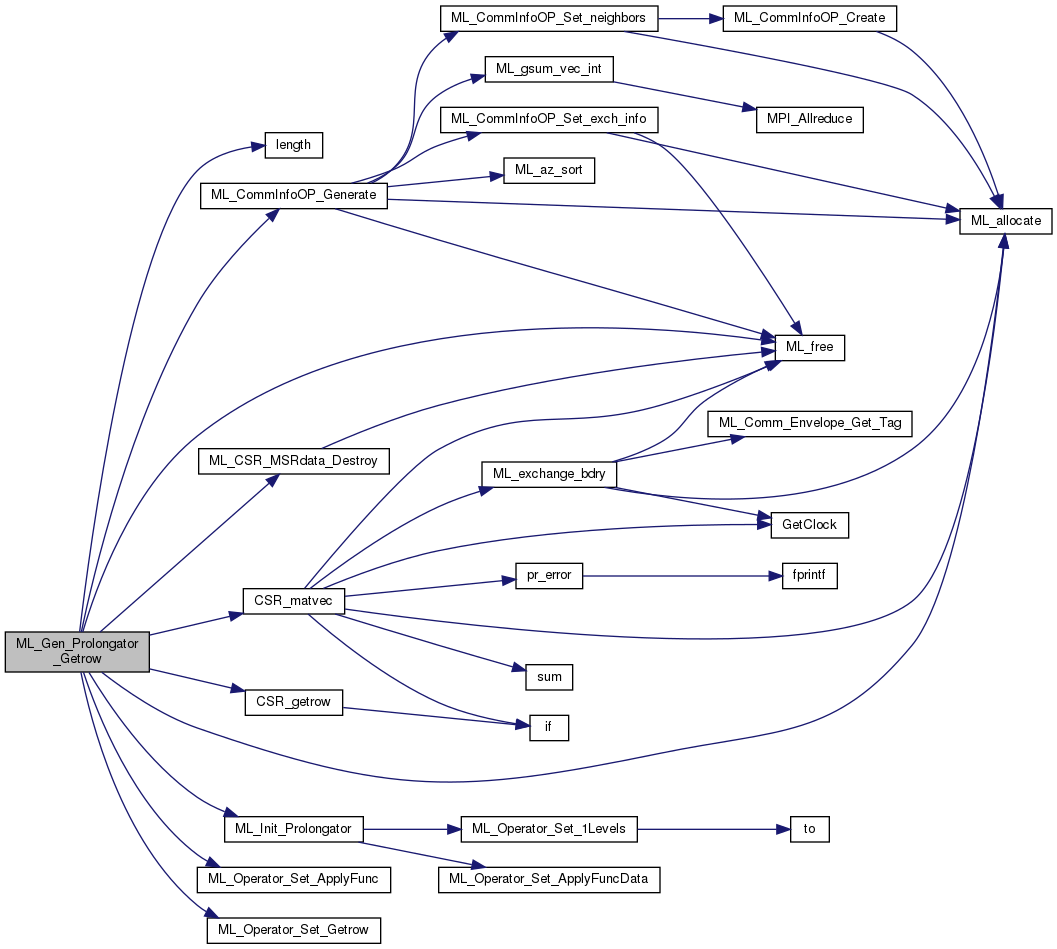 ML_CommInfoOP_Set_neighbors
ML_CommInfoOP_Create
ML_gsum_vec_int
ML_CommInfoOP_Set_exch_info
MPI_Allreduce
length
ML_az_sort
ML_CommInfoOP_Generate
ML_allocate
ML_free
ML_Comm_Envelope_Get_Tag
ML_CSR_MSRdata_Destroy
ML_exchange_bdry
GetClock
pr_error
fprintf
CSR_matvec
ML_Gen_Prolongator
_Getrow
sum
CSR_getrow
if
ML_Init_Prolongator
ML_Operator_Set_1Levels
to
ML_Operator_Set_ApplyFunc
ML_Operator_Set_ApplyFuncData
ML_Operator_Set_Getrow